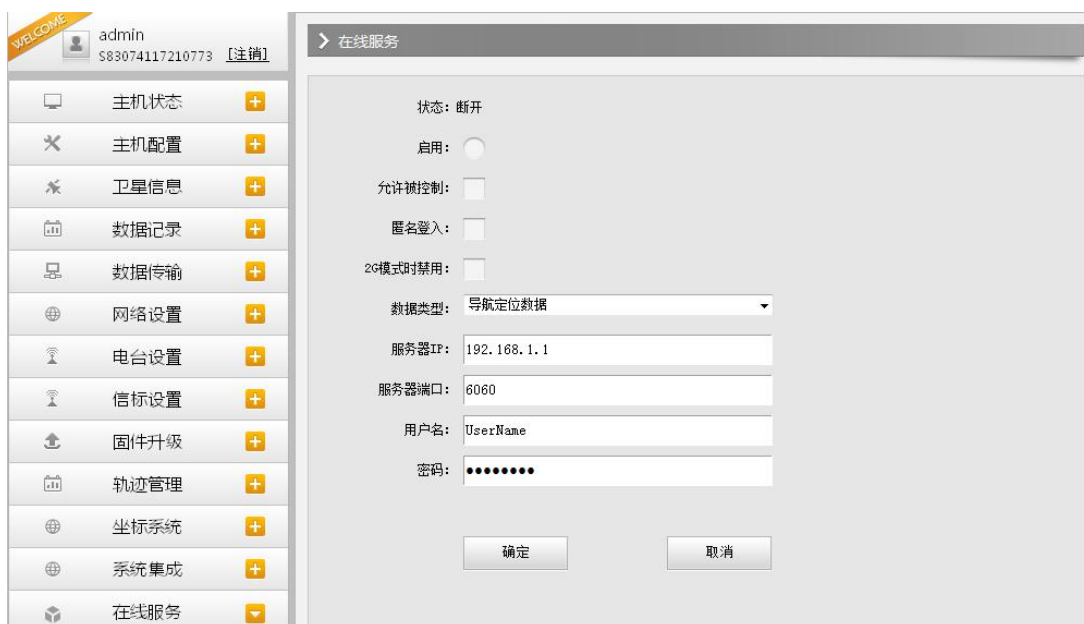 WELCOME
admin
S83074117210773 [注销]
主机状态
主机配置
卫星信息
数据记录
数据传输
网络设置
电台设置
信标设置
固件升级
轨迹管理
坐标系统
系统集成
在线服务
在线服务
状态: 断开
启用:
允许被控制:
匿名登入:
2G模式时禁用:
数据类型: 导航定位数据
服务器IP: 192.168.1.1
服务器端口: 6060
用户名: UserName
密码: ●●●●●●●●
确定 取消